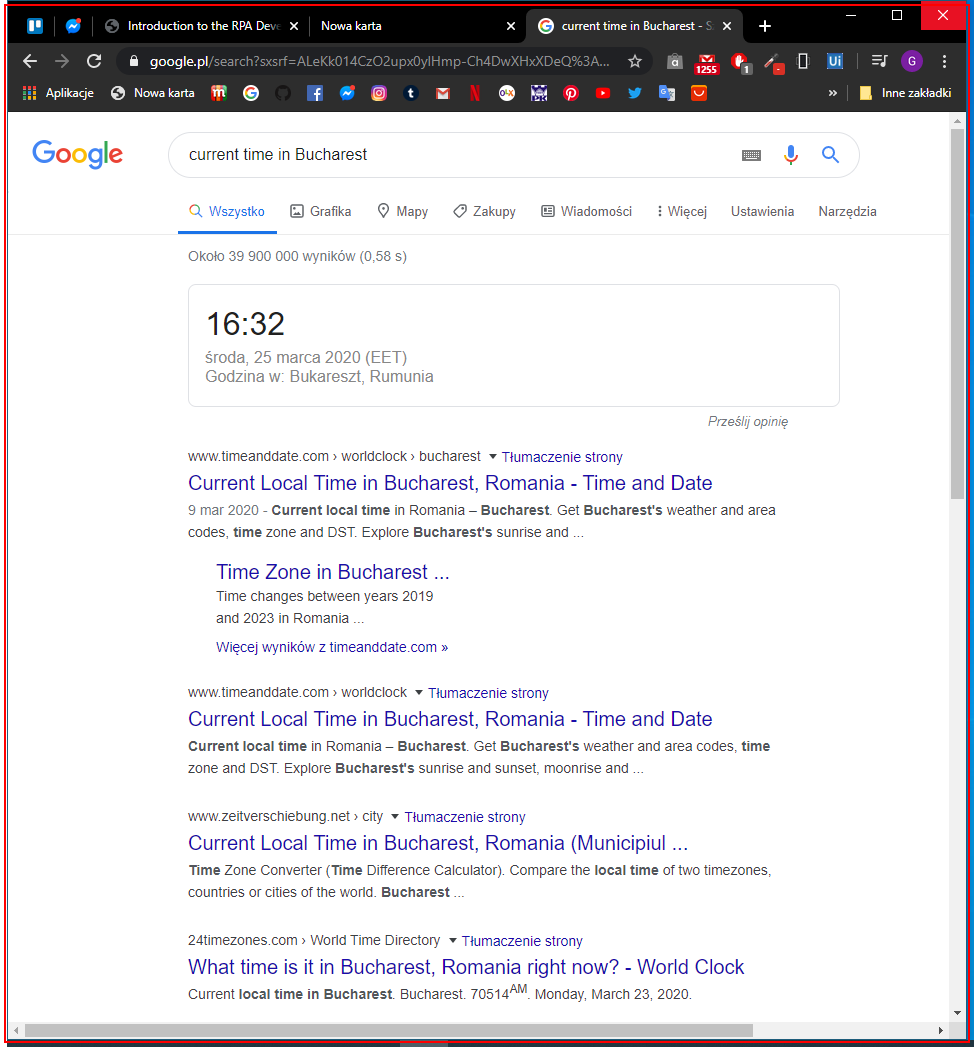 Introduction to the RPA Deve
Nowa karta
current time in Bucharest - S
google.pl/search?sxsrf=ALeKk014CzO2upx0yIHmp-Ch4DwXHxXDeQ%3A...
1255
1
Ui
G
Aplikacje
Nowa karta
OLX
Inne zakładki
Google
current time in Bucharest
Wszystko
Grafika
Mapy
Zakupy
Wiadomości
Więcej
Ustawienia
Narzędzia
Około 39 900 000 wyników (0,58 s)
16:32
środa, 25 marca 2020 (EET)
Godzina w: Bukareszt, Rumunia
Prześlij opinię
www.timeanddate.com › worldclock › bucharest Tłumaczenie strony
Current Local Time in Bucharest, Romania - Time and Date
9 mar 2020 - Current local time in Romania – Bucharest. Get Bucharest's weather and area
codes, time zone and DST. Explore Bucharest's sunrise and ...
Time Zone in Bucharest ...
Time changes between years 2019
and 2023 in Romania ...
Więcej wyników z timeanddate.com »
www.timeanddate.com › worldclock Tłumaczenie strony
Current Local Time in Bucharest, Romania - Time and Date
Current local time in Romania – Bucharest. Get Bucharest's weather and area codes, time
zone and DST. Explore Bucharest's sunrise and sunset, moonrise and ...
www.zeitverschiebung.net › city Tłumaczenie strony
Current Local Time in Bucharest, Romania (Municipiul ...
Time Zone Converter (Time Difference Calculator). Compare the local time of two timezones,
countries or cities of the world. Bucharest ...
24timezones.com › World Time Directory Tłumaczenie strony
What time is it in Bucharest, Romania right now? - World Clock
Current local time in Bucharest. Bucharest. 70514AM. Monday, March 23, 2020.